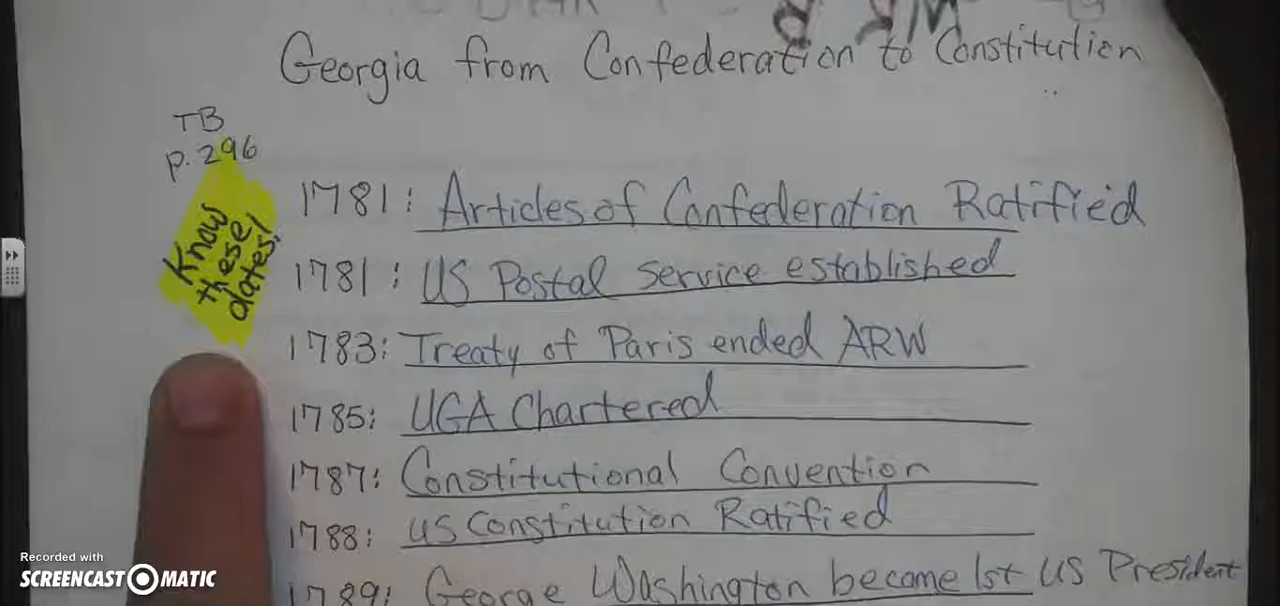 Georgia from Confederation to Constitution
TB
p. 296
Know these dates!
1781: Articles of Confederation Ratified
1781: US Postal Service established
1783: Treaty of Paris ended ARW
1785: UGA Chartered
1787: Constitutional Convention
1788: US Constitution Ratified
1789: George Washington became 1st US President
Recorded with
SCREENCAST-O-MATIC